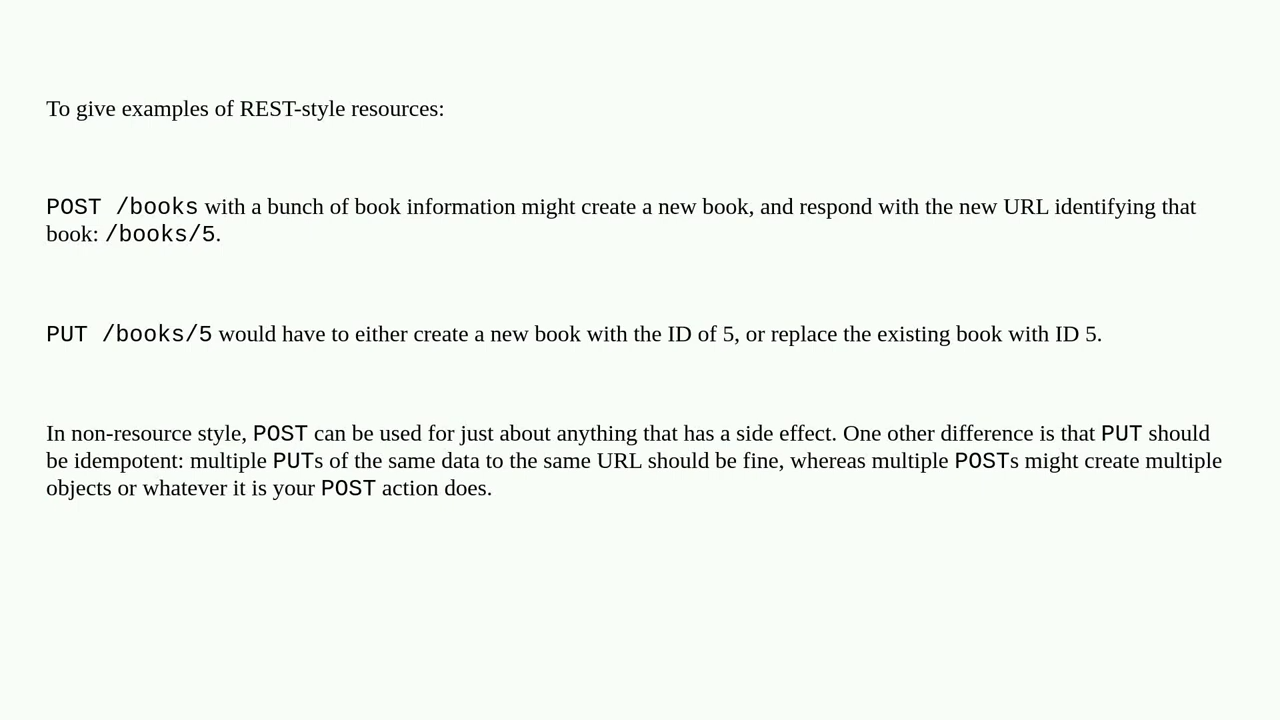 To give examples of REST-style resources:
POST /books with a bunch of book information might create a new book, and respond with the new URL identifying that
book: /books/5.
PUT /books/5 would have to either create a new book with the ID of 5, or replace the existing book with ID 5.
In non-resource style, POST can be used for just about anything that has a side effect. One other difference is that PUT should
be idempotent: multiple PUTs of the same data to the same URL should be fine, whereas multiple POSTs might create multiple
objects or whatever it is your POST action does.